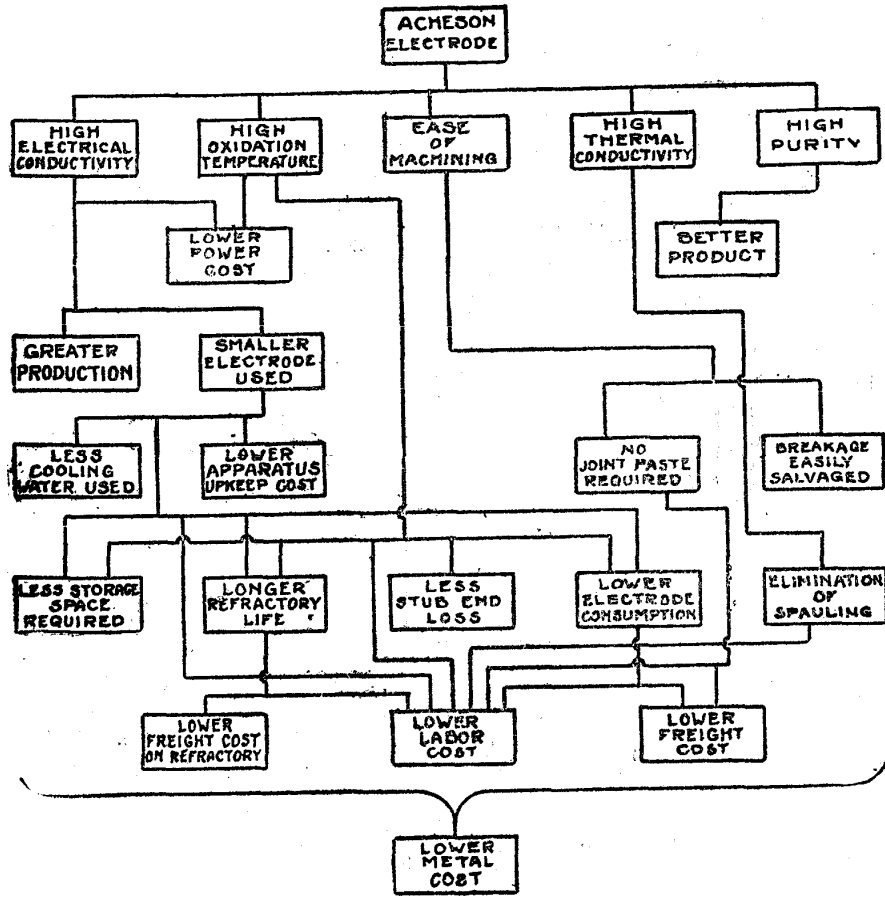 ACHESON
ELECTRODE
HIGH
ELECTRICAL
CONDUCTIVITY
HIGH
OXIDATION
TEMPERATURE
EASE
OF
MACHINING
HIGH
THERMAL
CONDUCTIVITY
HIGH
PURITY
LOWER
POWER
COST
BETTER
PRODUCT
GREATER
PRODUCTION
SMALLER
ELECTRODE
USED
LESS
COOLING
WATER USED
LOWER
APPARATUS
UPKEEP COST
NO
JOINT PASTE
REQUIRED
BREAKAGE
EASILY
SALVAGED
LESS STORAGE
SPACE
REQUIRED
LONGER
REFRACTORY
LIFE
LESS
STUB END
LOSS
LOWER
ELECTRODE
CONSUMPTION
ELIMINATION
OF
SPAULING
LOWER
FREIGHT COST
ON REFRACTORY
LOWER
LABOR
COST
LOWER
FREIGHT
COST
LOWER
METAL
COST